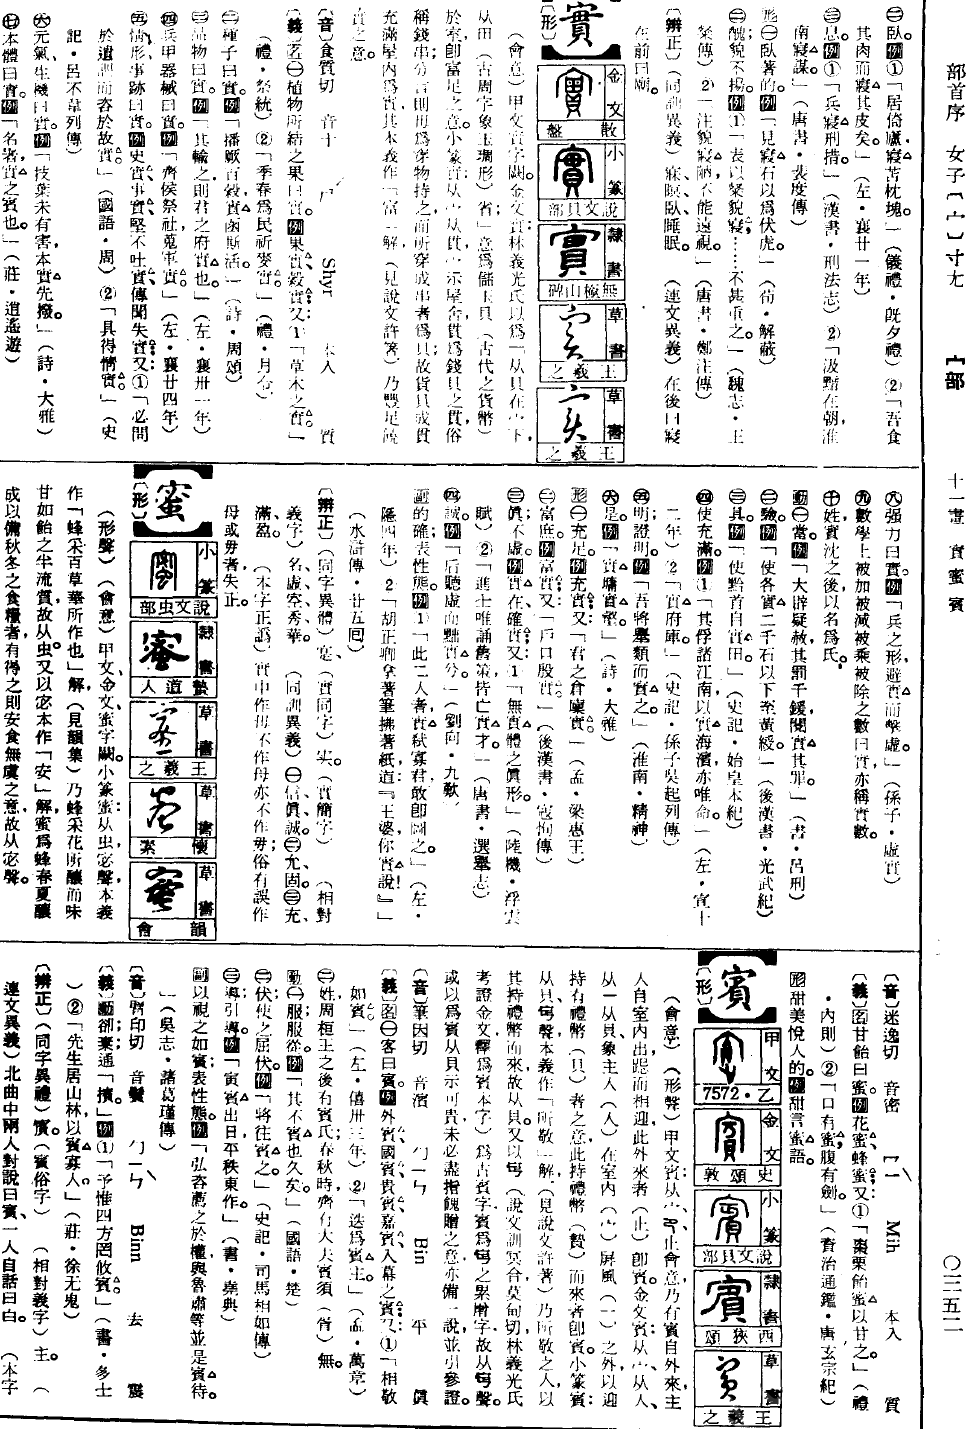 部首序　女子〔宀〕寸尢　宀部　十一畫　實蜜賓　〇三五二
㊁臥。例①「居倚廬，寢苫枕塊。」（儀禮・旣夕禮）②「吾食
其肉而寢其皮矣。」（左・襄廿一年）
㊂息。例①「兵寢刑措。」（漢書・刑法志）②「汲黯在朝，淮
南寢謀。」（唐書・裴度傳）
形㊀臥著的。例「見寢石以爲伏虎。」（荀・解蔽）
㊁醜貌不揚。例①「表以粲貌寢……不甚重之。」（魏志・王
粲傳）②「注貌寢陋，不能遠視。」（唐書・鄭注傳）
〔辨正〕（同訓異義）寐、瞑、臥、睡、眠。（連文異義）在後曰寢
在前曰廟。
【實】
〔形〕
金文　散盤
小篆　說文貝部
隸書　無極山碑
草書　王羲之
草書　王羲之
（會意）甲文實字闕。金文實：林義光氏以爲「从貝在宀下，
从田（古周字象玉琱形）省」意爲儲玉貝（古代之貨幣）
於家，卽富足之意。小篆實：从宀从貫，宀示屋舍，貫爲錢貝之貫，俗
稱錢串，分言則毌爲穿物持之，而所穿成串者爲貝，故貨貝成貫
充滿屋內爲實，其本義作「富」解（見說文許箸）乃豐足饒
實之意。
〔音〕食質切　音十　ㄕ　Shyr　本入　質
〔義〕名㊀植物所結之果曰實。例果實、穀實；又①「草木之實。」
（禮・祭統）②「季春爲民祈麥實。」（禮・月令）
㊁種子曰實。例「播厥百穀，實函斯活。」（詩・周頌）
㊂品物曰實。例「其輸之，則君之府實也。」（左・襄卅一年）
㊃兵甲器械曰實。例「齊侯祭社，蒐軍實。」（左・襄廿四年）
㊄情形、事跡曰實。例史實、事實、堅不吐實、傳聞失實；又①「必問
於遺訓而咨於故實。」（國語・周）②「具得情實。」（史
記・呂不韋列傳）
㊅元氣、生機曰實。例「枝葉未有害，本實先撥。」（詩・大雅）
㊆本體曰實。例「名者，實之賓也。」（莊・逍遙遊）
㊇强力曰實。例「兵之形，避實而擊虛。」（孫子・虛實）
㊈數學上被加被減被乘被除之數曰實，亦稱實數。
㊉姓，實沈之後，以名爲氏。
動㊀當。例「大辟疑赦，其罰千鍰，閱實其罪。」（書・呂刑）
㊁驗。例「使各實二千石以下至黃綬。」（後漢書・光武紀）
㊂具。例「使黔首自實田。」（史記・始皇本紀）
㊃使充滿。例①「其俘諸江南以實海濱，亦唯命。」（左・宣十
二年）②「實府庫。」（史記・孫子吳起列傳）
㊄明；證明。例「吾將舉類而實之。」（淮南・精神）
㊅是。例「實墉實壑。」（詩・大雅）
形㊀充足。例充實；又「君之倉廩實。」（孟・梁惠王）
㊁富庶。例富實；又「戶口殷實。」（後漢書・寇恂傳）
㊂眞不虛。例實在、確實；又①「無實體之眞形。」（陸機・浮雲
賦）②「進士唯誦舊策，皆亡實才。」（唐書・選舉志）
㊃誠。例「后聽虛而黜實兮。」（劉向・九歎）
副的確，表性態。例①「此二人者實弒寡君，敢卽圖之。」（左・
隱四年）②「胡正卿拿著筆拂著紙道：『王婆，你實說！』」
（水滸傳・廿五回）
〔辨正〕（同字異體）寔。（實同字）实。（實簡字）（相對
義字）名、虛、空、秀、華。（同訓異義）㊀信、眞、誠。㊁允、固。㊂充、
滿、盈。（本字正譌）實中作毌，不作母，亦不作毋；俗有誤作
母或毋者失正。
【蜜】
〔形〕
小篆　說文虫部
隸書　螫道人
草書　王羲之
草書　懷素
草書　韻會
（形聲）（會意）甲文、金文蜜字闕。小篆蜜：从虫，宓聲，本義
作「蜂采百草華所作也」解（見韻集）乃蜂采花所釀而味
甘如飴之半流質，故从虫。又以宓本作「安」解，蜜爲蜂春夏釀
成以備秋冬之食糧者，有得之則安食無虞之意，故从宓聲。
〔音〕迷逸切　音密　ㄇㄧˋ　Mih　本入　質
〔義〕名甘飴曰蜜。例花蜜、蜂蜜；又①「棗栗飴蜜以甘之。」（禮
・內則）②「口有蜜，腹有劍。」（資治通鑑・唐玄宗紀）
形甜美悅人的。例甜言蜜語。
【賓】
〔形〕
甲文　乙・7572
金文　史頌敦
小篆　說文貝部
隸書　西狹頌
草書　王羲之
（會意）（形聲）甲文賓：从宀、止會意，乃有賓自外來，主
人自室內出跽而相迎，此外來者（止）卽賓。金文賓：从宀、从人、
从一、从貝，象主人（人）在室內（宀）屏風（一）之外以迎
持有禮幣（貝）者之意，此持禮幣（贄）而來者卽賓。小篆賓：
从貝、丏聲，本義作「所敬」解（見說文許著）乃所敬之人，以
其持禮幣而來，故从貝。又以丏（說文訓冥合，莫甸切，林義光氏
考證金文，釋爲賓本字）爲古賓字，賓爲丏之累增字，故从丏聲。
或以爲賓从貝示可貴，未必盡指餽贈之意，亦備一說，並引參證。
〔音〕筆因切　音濱　ㄅㄧㄣ　Bin　平　眞
〔義〕名㊀客曰賓。例外賓、國賓、貴賓、嘉賓、入幕之賓；又①「相敬
如賓。」（左・僖卅三年）②「迭爲賓主。」（孟・萬章）
㊁姓，周桓王之後有賓氏，春秋時齊有大夫賓須（胥）無。
動㊀服；服從。例「其不賓也久矣。」（國語・楚）
㊁伏；使之屈伏。例「將往賓之。」（史記・司馬相如傳）
㊂導；引導。例「寅賓出日，平秩東作。」（書・堯典）
副以視之如賓，表性態。例「弘咨薦之於權，與魯肅等並是賓待。
」（吳志・諸葛瑾傳）
〔音〕臂印切　音鬢　ㄅㄧㄣˋ　Binn　去　震
〔義〕動卻；棄；通「擯」。例①「予惟四方罔攸賓。」（書・多士
）②「先生居山林，以賓寡人。」（莊・徐无鬼）
〔辨正〕（同字異體）賔。（賓俗字）（相對義字）主。（
連文異義）北曲中兩人對說曰賓，一人自話曰白。（本字